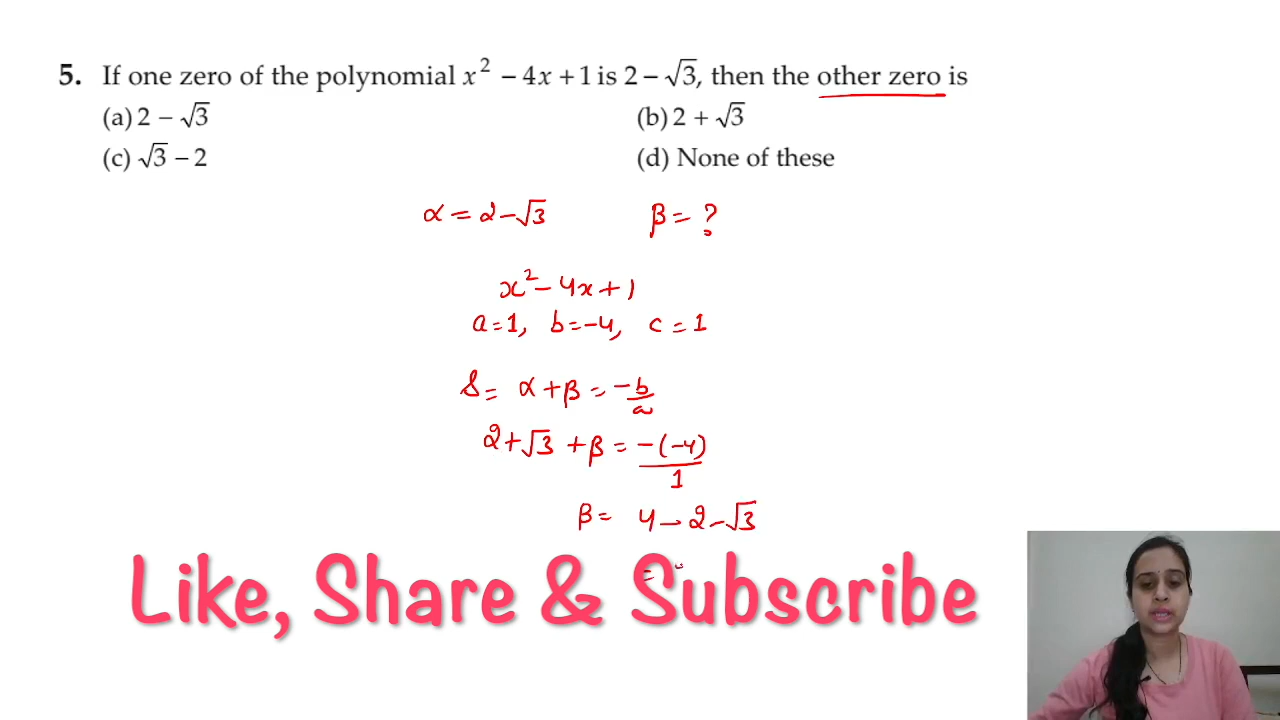 5. If one zero of the polynomial x² − 4x + 1 is 2 − √3, then the other zero is
(a) 2 − √3 (b) 2 + √3
(c) √3 − 2 (d) None of these
α = 2 − √3 β = ?
x² − 4x + 1
a = 1, b = −4, c = 1
S = α + β = −b/a
2 + √3 + β = −(−4)/1
β = 4 − 2 − √3
=
Like, Share & Subscribe